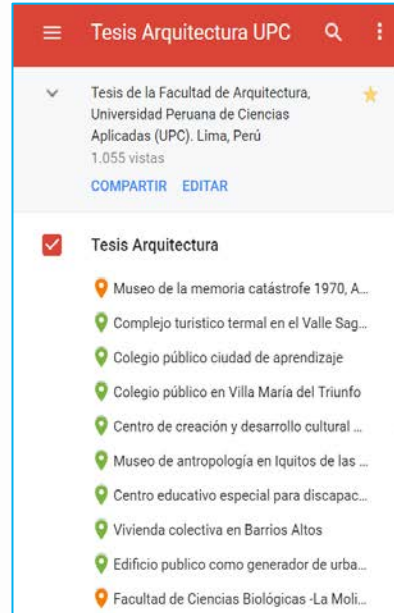 Tesis Arquitectura UPC
Tesis de la Facultad de Arquitectura,
Universidad Peruana de Ciencias
Aplicadas (UPC). Lima, Perú
1.055 vistas
COMPARTIR EDITAR
Tesis Arquitectura
Museo de la memoria catástrofe 1970, A...
Complejo turistico termal en el Valle Sag...
Colegio público ciudad de aprendizaje
Colegio público en Villa María del Triunfo
Centro de creación y desarrollo cultural ...
Museo de antropología en Iquitos de las ...
Centro educativo especial para discapac...
Vivienda colectiva en Barrios Altos
Edificio publico como generador de urba...
Facultad de Ciencias Biológicas -La Moli...